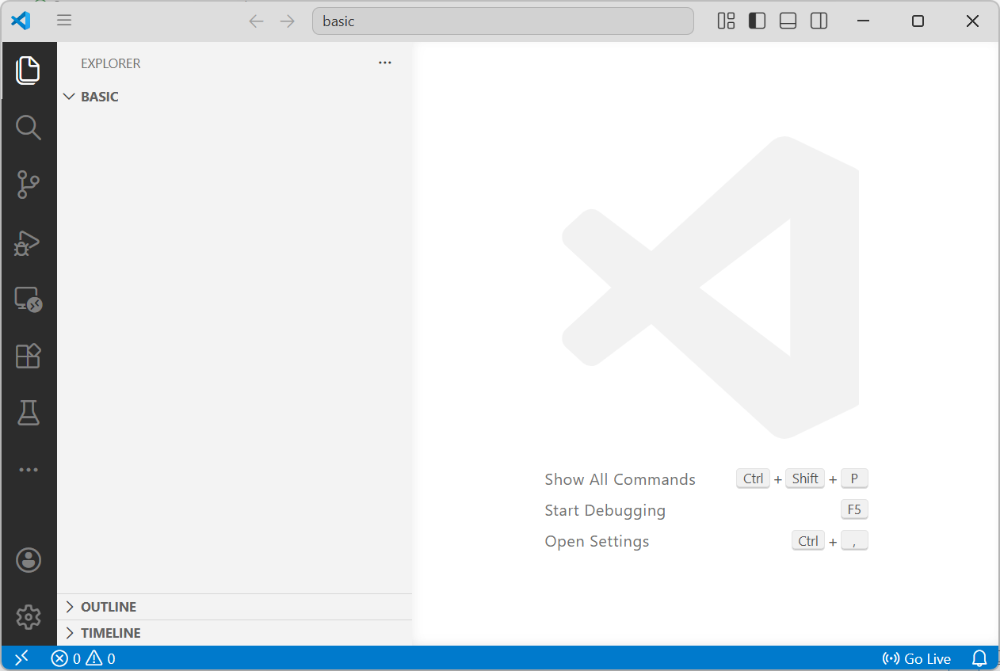 basic
EXPLORER
BASIC
Show All Commands Ctrl + Shift + P
Start Debugging F5
Open Settings Ctrl + ,
OUTLINE
TIMELINE
0 0 Go Live